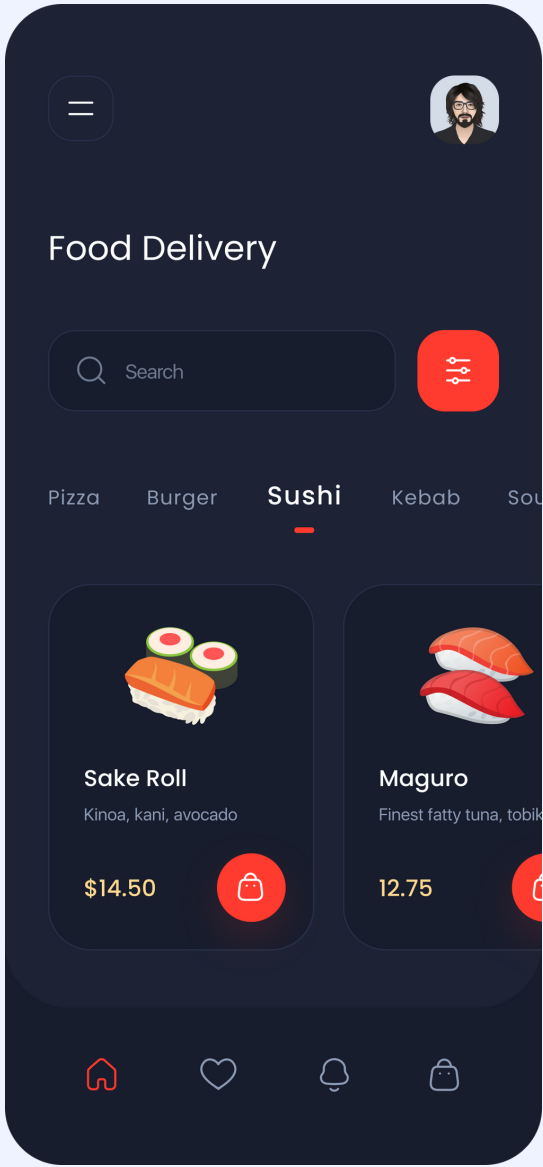 Food Delivery
Search
Pizza Burger Sushi Kebab Sou
Sake Roll
Kinoa, kani, avocado
$14.50
Maguro
Finest fatty tuna, tobik
12.75